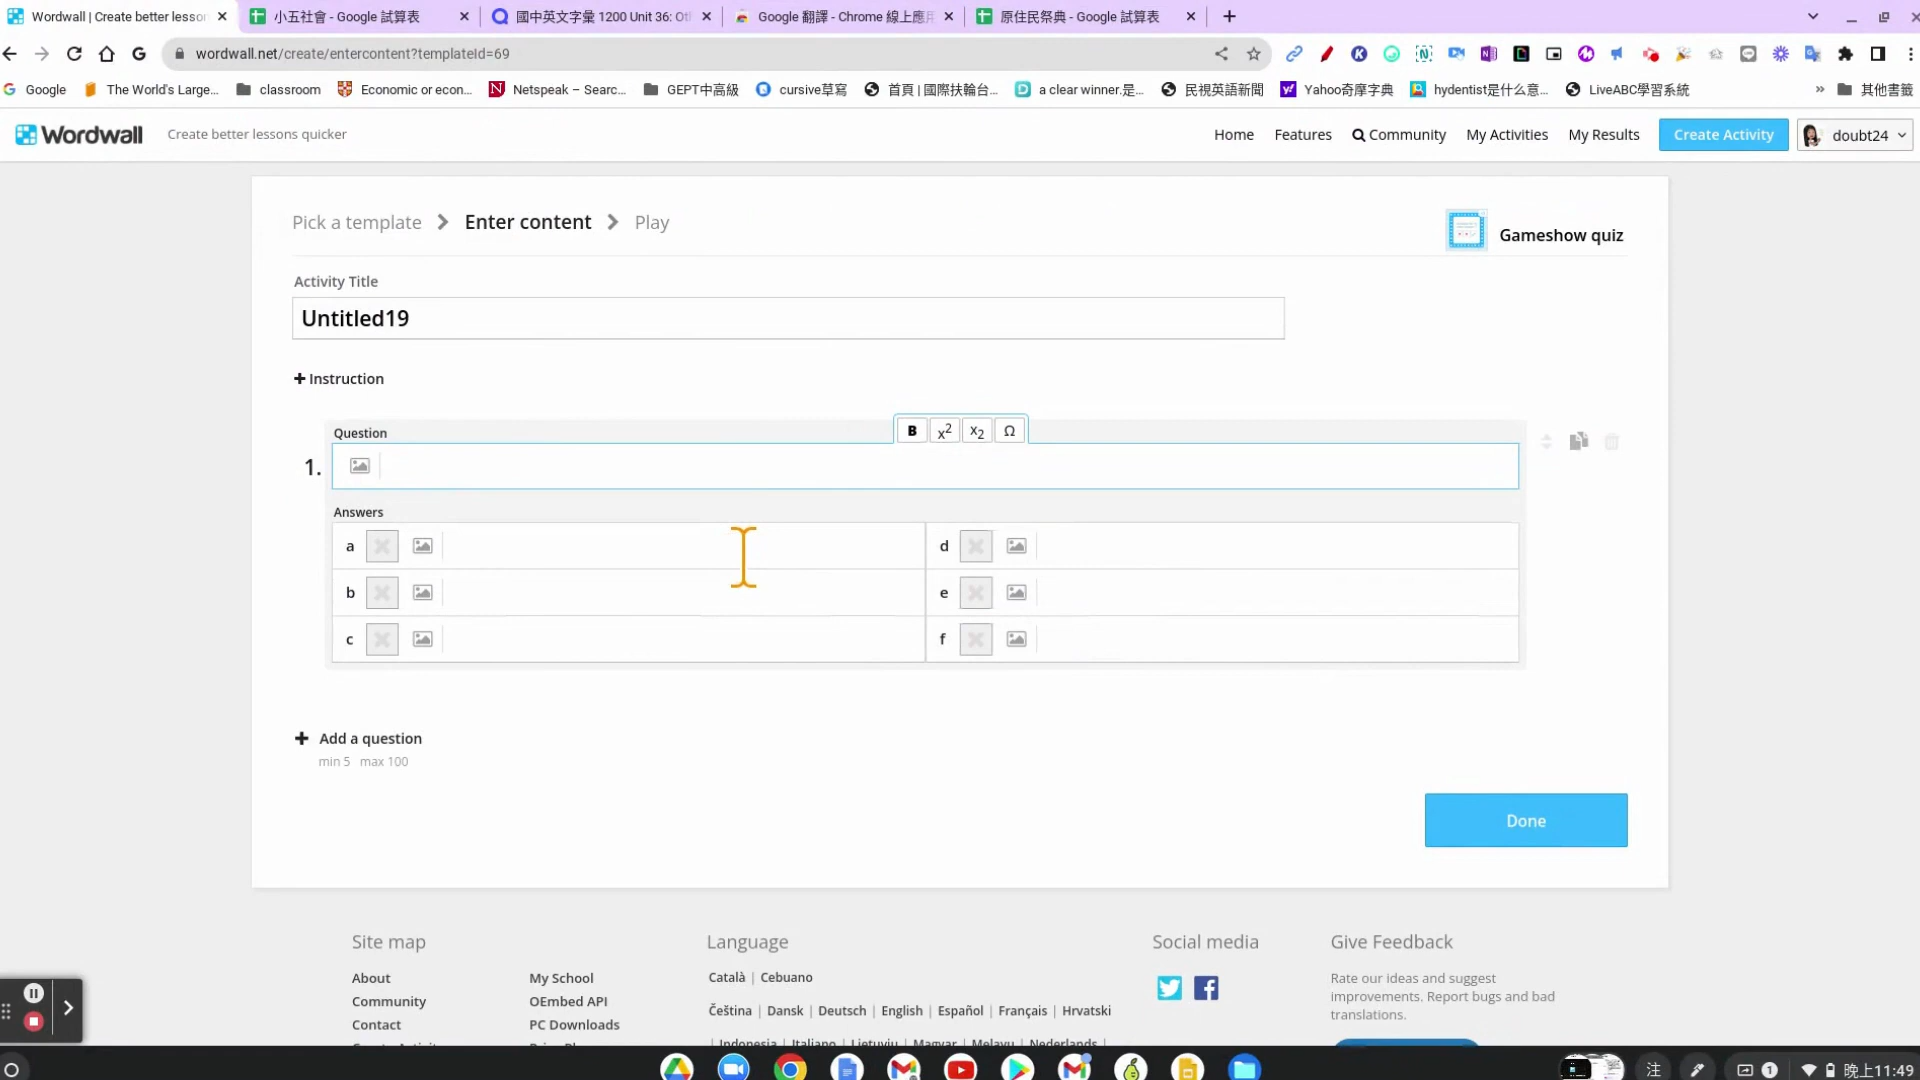 Wordwall | Create better lesso
小五社會 - Google 試算表
國中英文字彙 1200 Unit 36: Ot
Google 翻譯 - Chrome 線上應用
原住民祭典 - Google 試算表
wordwall.net/create/entercontent?templateId=69
Google
The World's Large...
classroom
Economic or econ...
Netspeak – Searc...
GEPT中高級
cursive草寫
首頁 | 國際扶輪台...
a clear winner.是...
民視英語新聞
Yahoo奇摩字典
hydentist是什么意...
LiveABC學習系統
»
其他書籤
Wordwall
Create better lessons quicker
Home
Features
Community
My Activities
My Results
Create Activity
doubt24
Pick a template
Enter content
Play
Gameshow quiz
Activity Title
Untitled19
+ Instruction
Question
B x² x₂ Ω
1.
Answers
a
d
b
e
c
f
+ Add a question
min 5 max 100
Done
Site map
Language
Social media
Give Feedback
About
My School
Català | Cebuano
Rate our ideas and suggest
Community
OEmbed API
improvements. Report bugs and bad
Čeština | Dansk | Deutsch | English | Español | Français | Hrvatski
translations.
Contact
PC Downloads
Indonesia | Italiano | Lietuvių | Magyar | Melayu | Nederlands |
注
1
晚上11:49